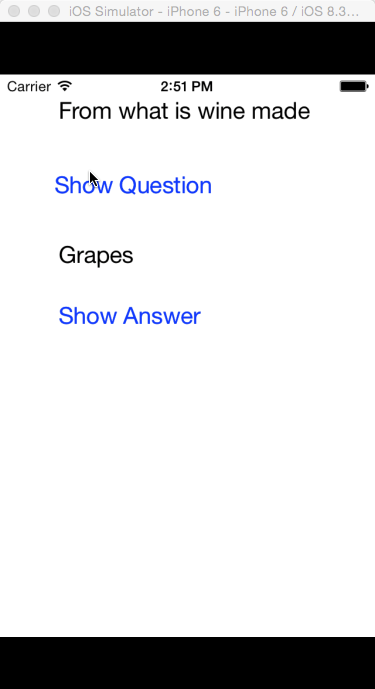 iOS Simulator - iPhone 6 - iPhone 6 / iOS 8.3...
Carrier 2:51 PM
From what is wine made
Show Question
Grapes
Show Answer